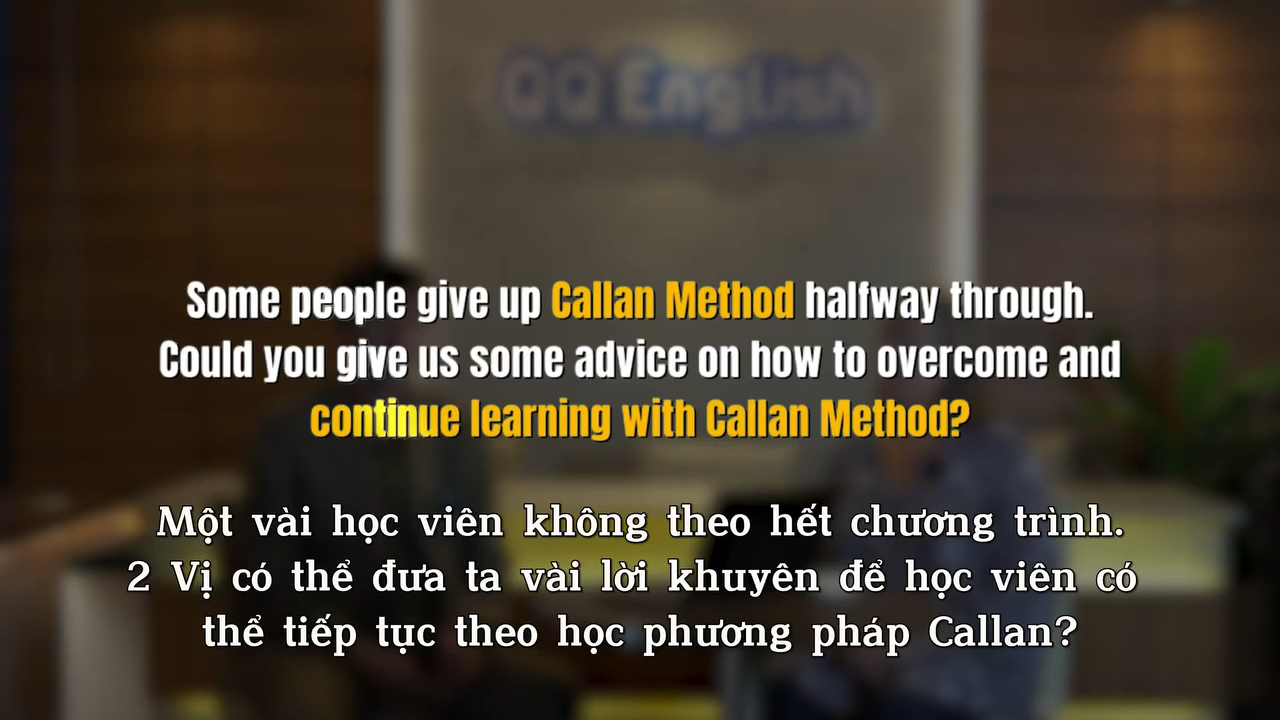 QQ English
Some people give up Callan Method halfway through.
Could you give us some advice on how to overcome and
continue learning with Callan Method?
Một vài học viên không theo hết chương trình.
2 Vị có thể đưa ta vài lời khuyên để học viên có
thể tiếp tục theo học phương pháp Callan?